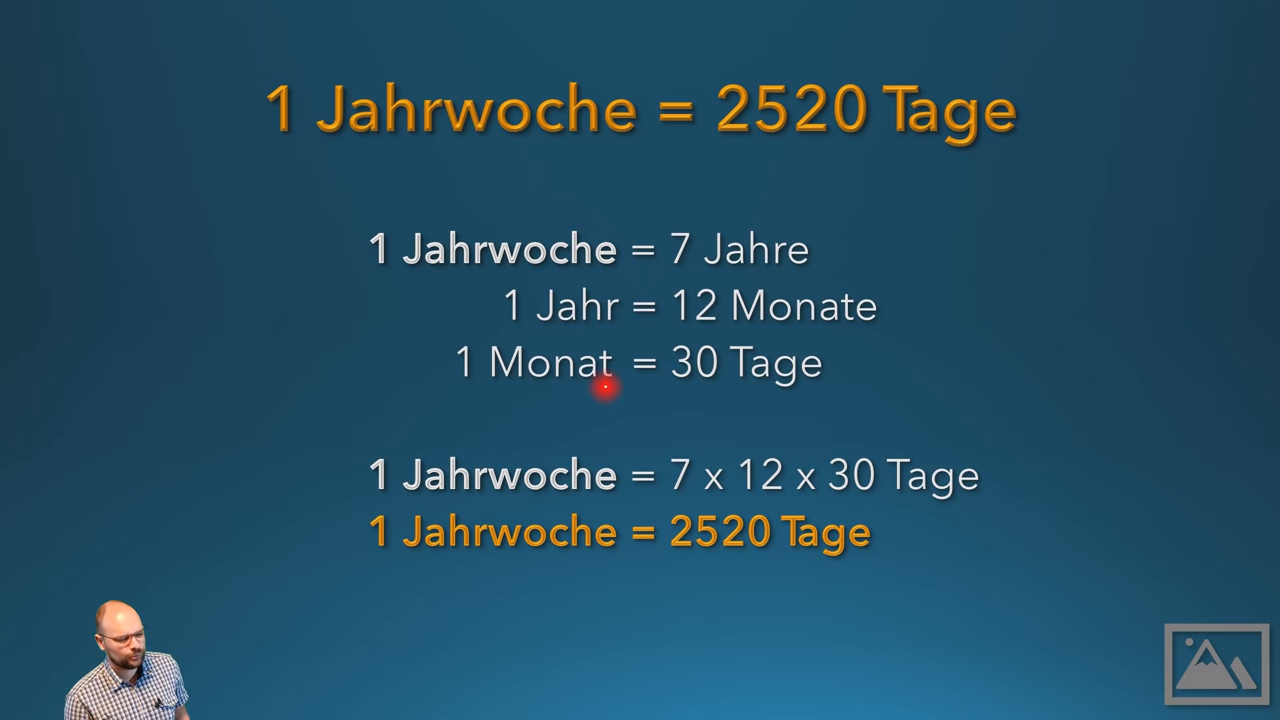 1 Jahrwoche = 2520 Tage
1 Jahrwoche = 7 Jahre
1 Jahr = 12 Monate
1 Monat = 30 Tage
1 Jahrwoche = 7 x 12 x 30 Tage
1 Jahrwoche = 2520 Tage